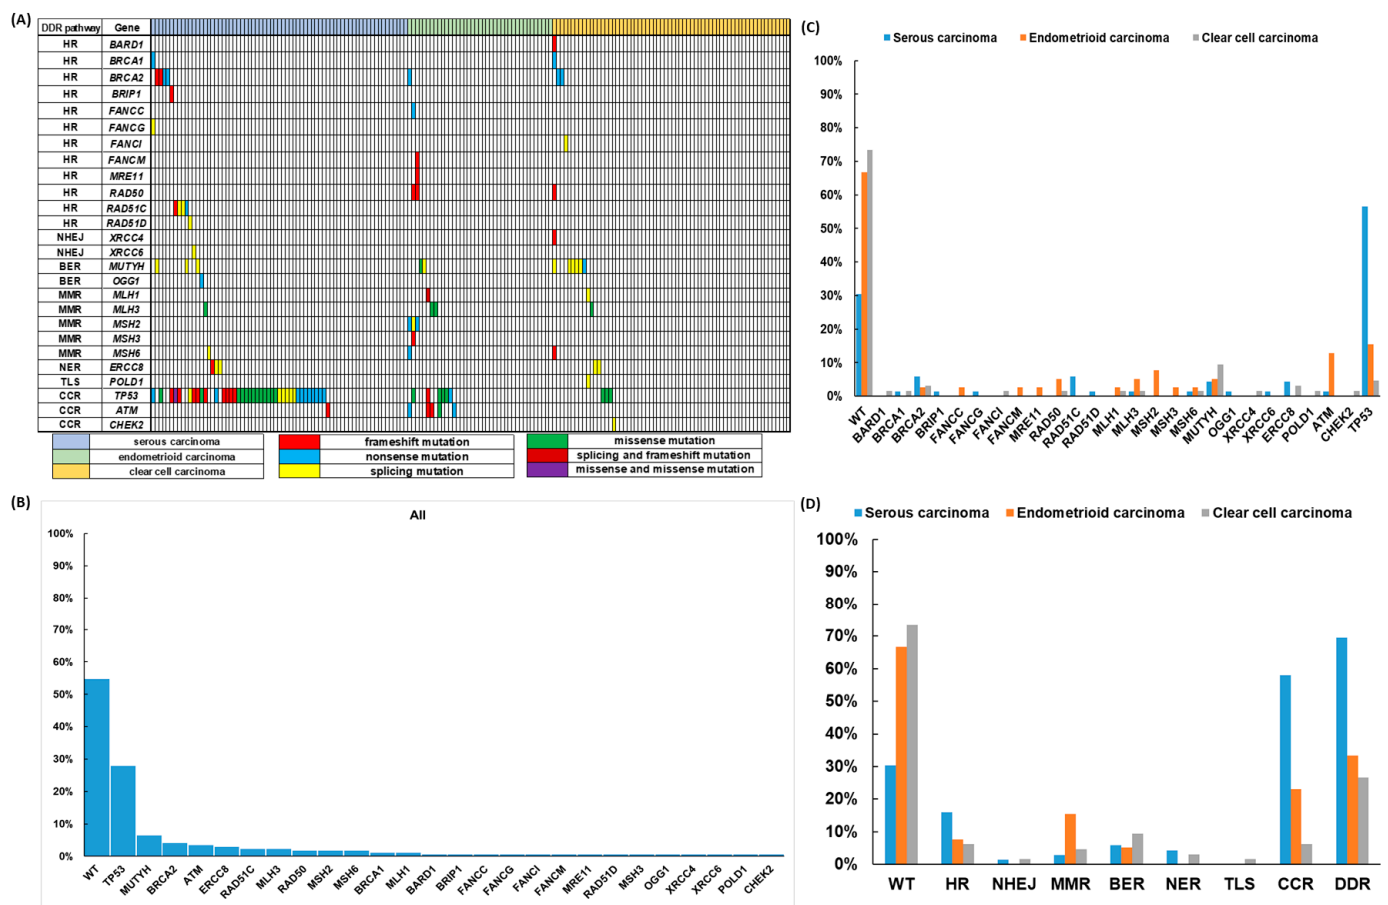 (A)
DDR pathway Gene
HR BARD1
HR BRCA1
HR BRCA2
HR BRIP1
HR FANCC
HR FANCG
HR FANCI
HR FANCM
HR MRE11
HR RAD50
HR RAD51C
HR RAD51D
NHEJ XRCC4
NHEJ XRCC6
BER MUTYH
BER OGG1
MMR MLH1
MMR MLH3
MMR MSH2
MMR MSH3
MMR MSH6
NER ERCC8
TLS POLD1
CCR TP53
CCR ATM
CCR CHEK2
serous carcinoma frameshift mutation missense mutation
endometrioid carcinoma nonsense mutation splicing and frameshift mutation
clear cell carcinoma splicing mutation missense and missense mutation
(C)
Serous carcinoma Endometrioid carcinoma Clear cell carcinoma
100%
90%
80%
70%
60%
50%
40%
30%
20%
10%
0%
WT BARD1 BRCA1 BRCA2 BRIP1 FANCC FANCG FANCI FANCM MRE11 RAD50 RAD51C RAD51D MLH1 MLH3 MSH2 MSH3 MSH6 MUTYH OGG1 XRCC4 XRCC6 ERCC8 POLD1 ATM CHEK2 TP53
(B)
All
100%
90%
80%
70%
60%
50%
40%
30%
20%
10%
0%
WT TP53 MUTYH BRCA2 ATM ERCC8 RAD51C MLH3 RAD50 MSH2 MSH6 BRCA1 MLH1 BARD1 BRIP1 FANCC FANCG FANCI FANCM MRE11 RAD51D MSH3 OGG1 XRCC4 XRCC6 POLD1 CHEK2
(D)
Serous carcinoma Endometrioid carcinoma Clear cell carcinoma
100%
90%
80%
70%
60%
50%
40%
30%
20%
10%
0%
WT HR NHEJ MMR BER NER TLS CCR DDR